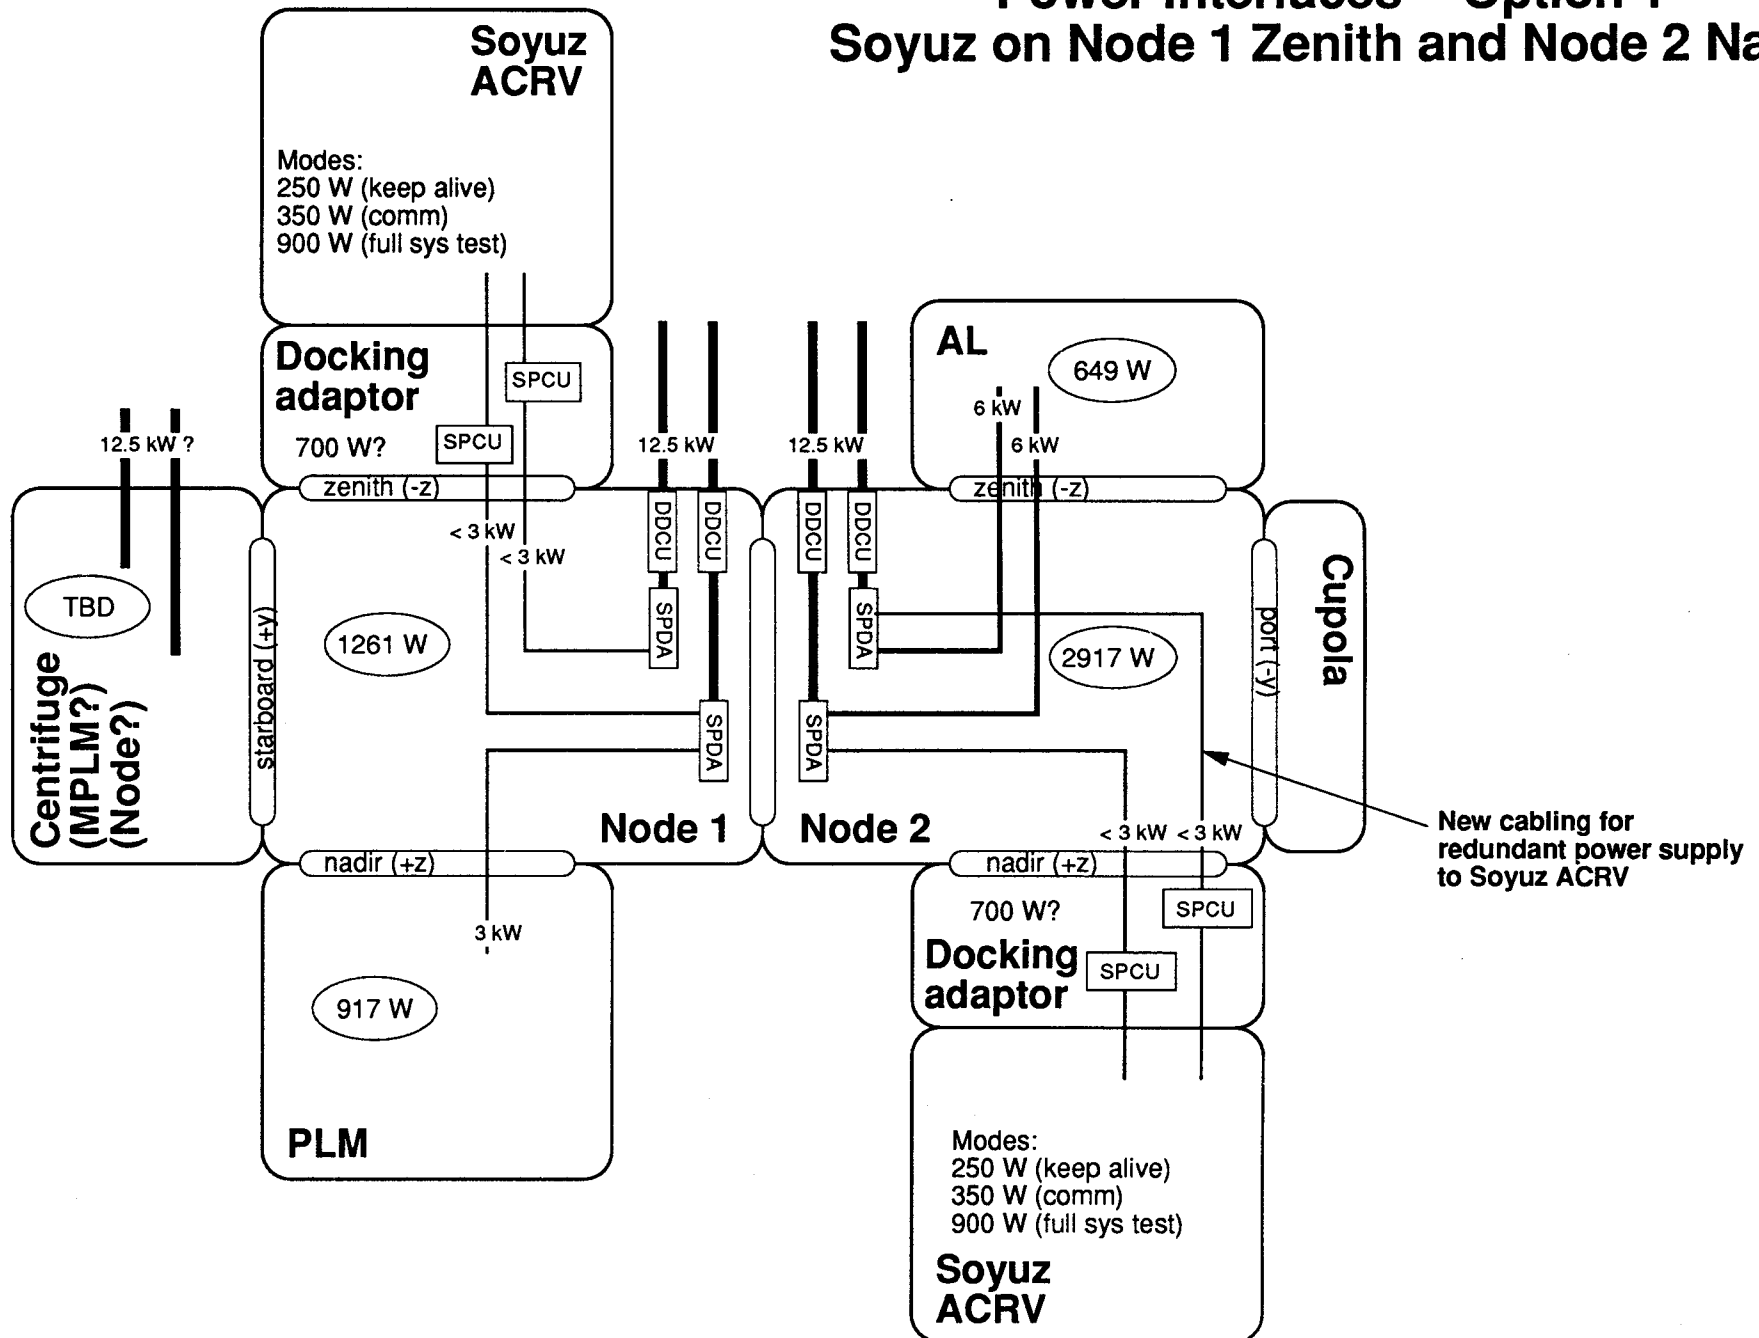 Power Interfaces - Option 1
Soyuz on Node 1 Zenith and Node 2 Na
Soyuz
ACRV
Modes:
250 W (keep alive)
350 W (comm)
900 W (full sys test)
Docking
adaptor
700 W?
SPCU
SPCU
zenith (-z)
< 3 kW
< 3 kW
12.5 kW ?
TBD
Centrifuge
(MPLM?)
(Node?)
starboard (+y)
1261 W
12.5 kW
DDCU
DDCU
SPDA
SPDA
Node 1
nadir (+z)
3 kW
917 W
PLM
12.5 kW
DDCU
DDCU
SPDA
SPDA
AL
649 W
6 kW
6 kW
zenith (-z)
2917 W
port (-y)
Cupola
Node 2
< 3 kW
< 3 kW
nadir (+z)
New cabling for
redundant power supply
to Soyuz ACRV
700 W?
SPCU
Docking
adaptor
SPCU
Modes:
250 W (keep alive)
350 W (comm)
900 W (full sys test)
Soyuz
ACRV